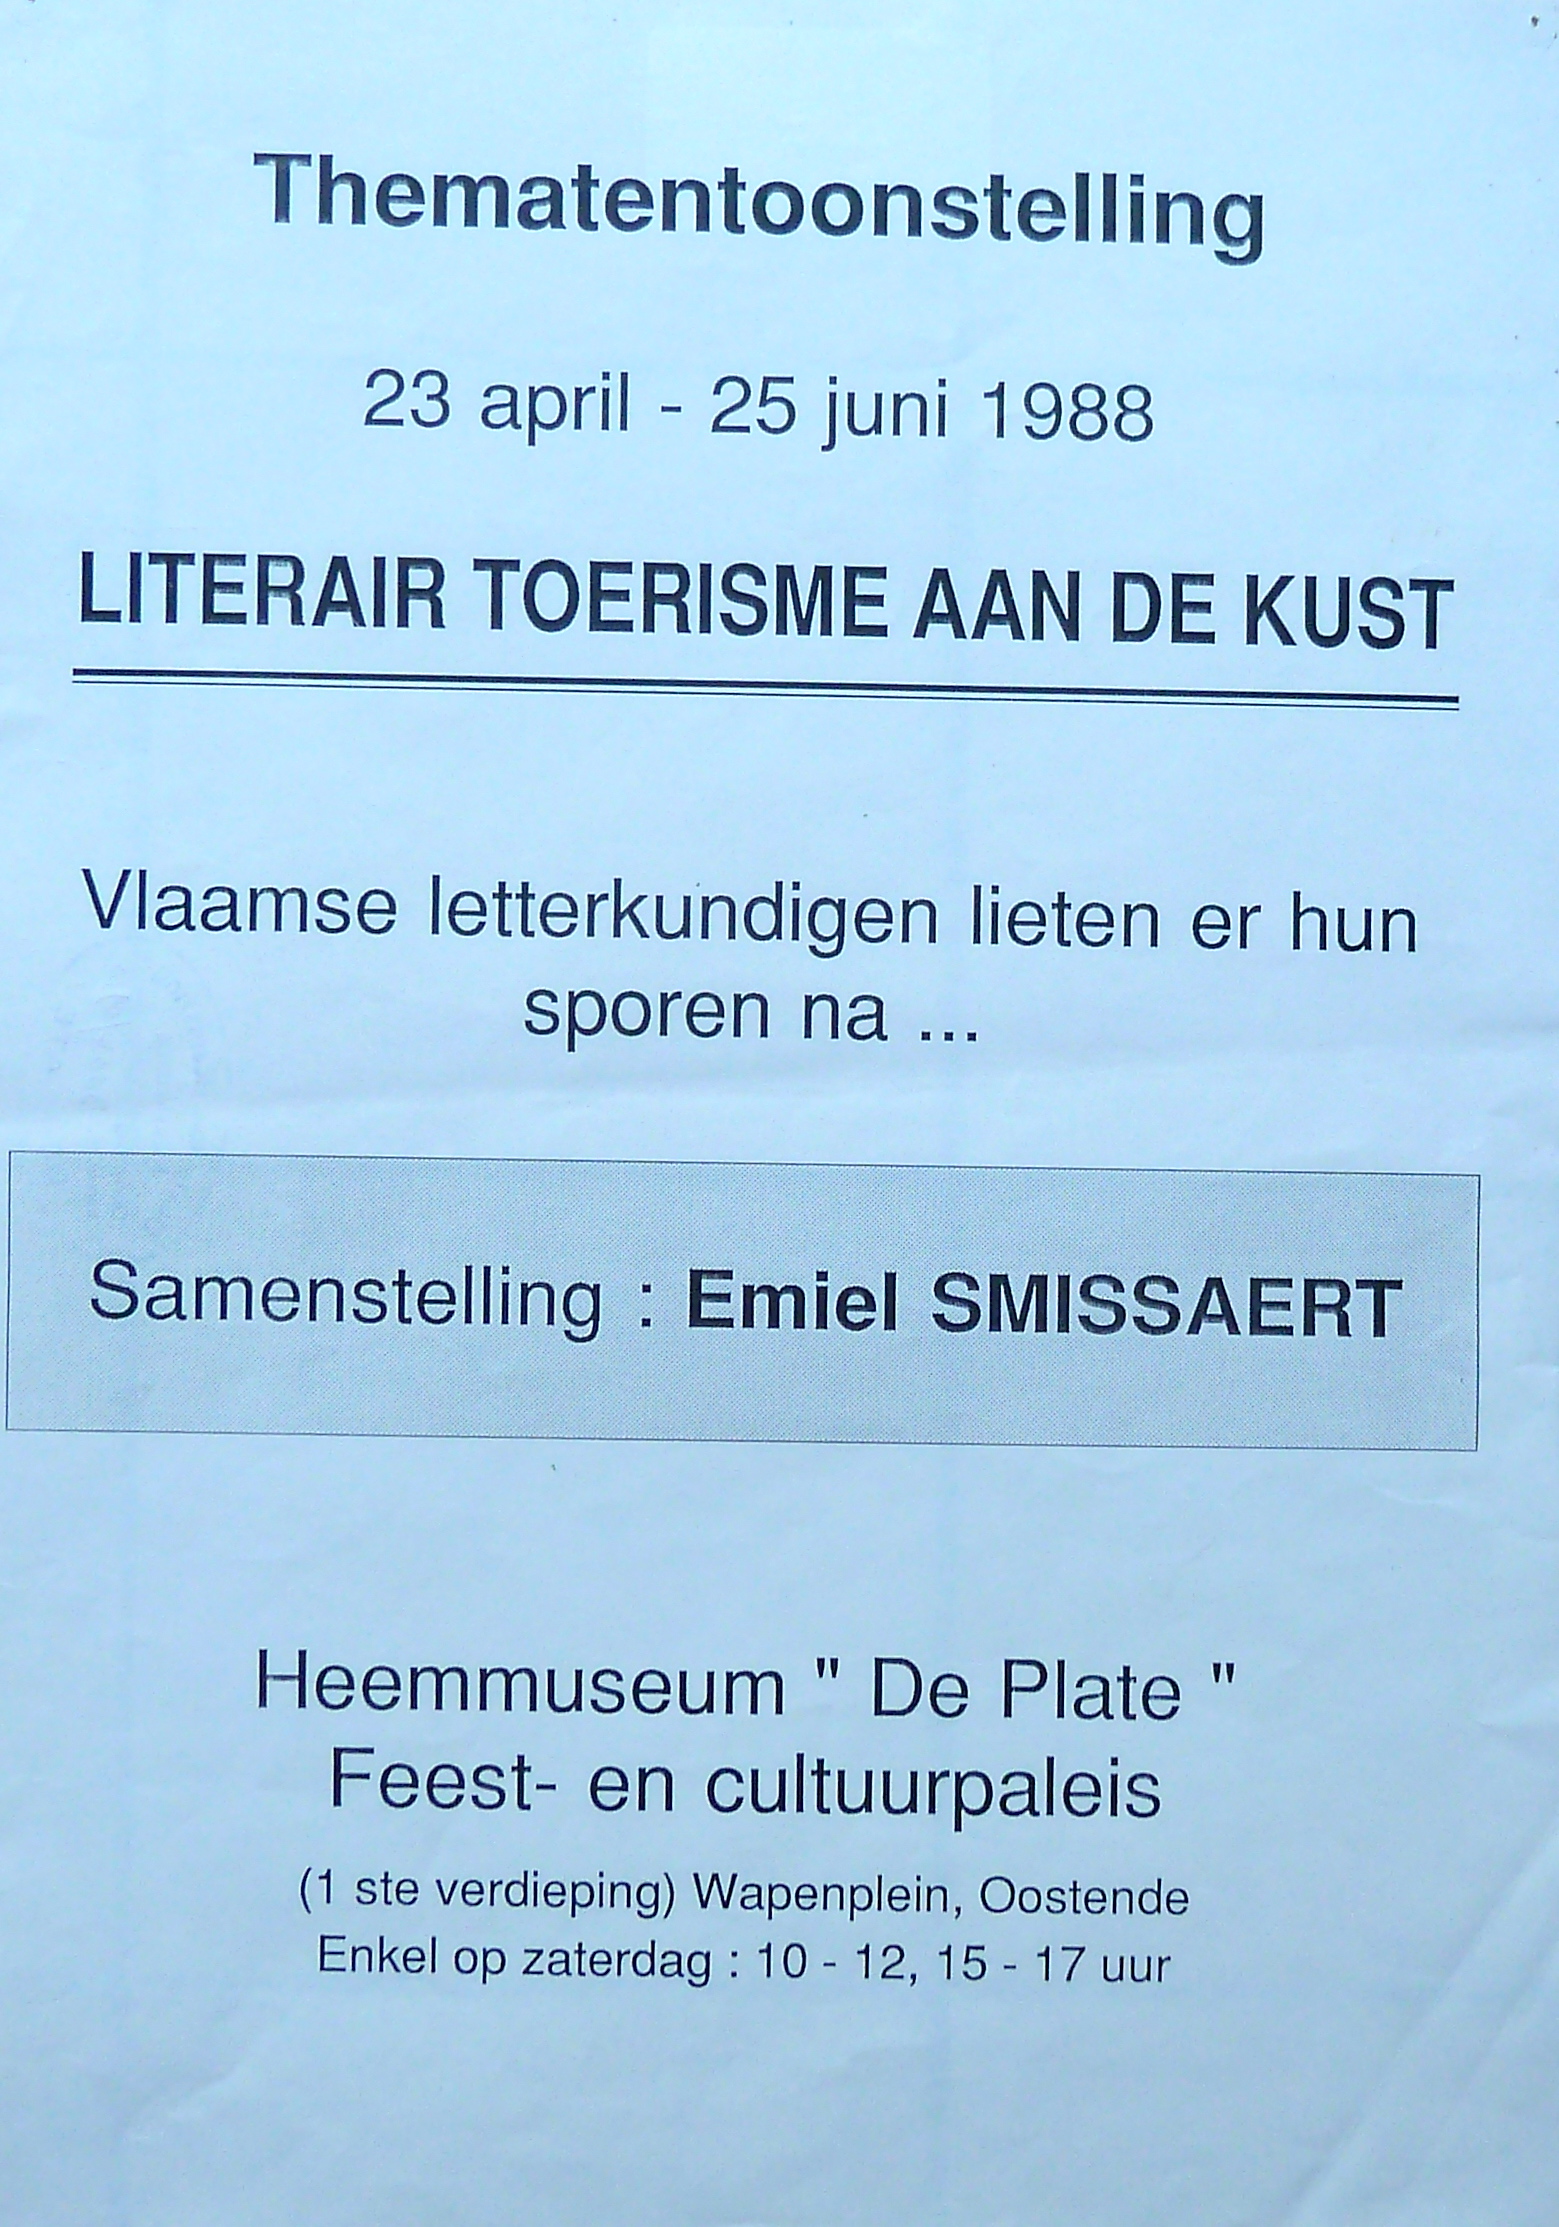 Thematentoonstelling
23 april - 25 juni 1988
LITERAIR TOERISME AAN DE KUST
Vlaamse letterkundigen lieten er hun
sporen na ...
Samenstelling : Emiel SMISSAERT
Heemmuseum " De Plate "
Feest- en cultuurpaleis
(1 ste verdieping) Wapenplein, Oostende
Enkel op zaterdag : 10 - 12, 15 - 17 uur